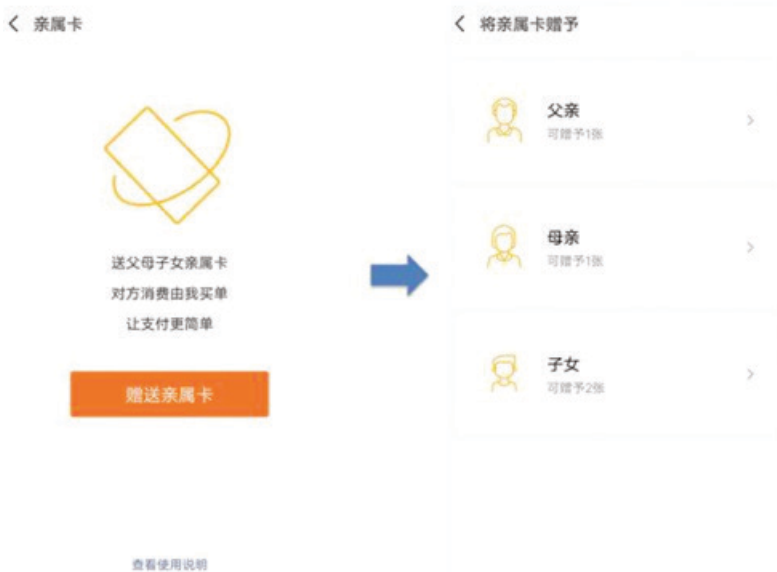 亲属卡
送父母子女亲属卡
对方消费由我买单
让支付更简单
赠送亲属卡
查看使用说明
将亲属卡赠予
父亲
可赠予1张
母亲
可赠予1张
子女
可赠予2张